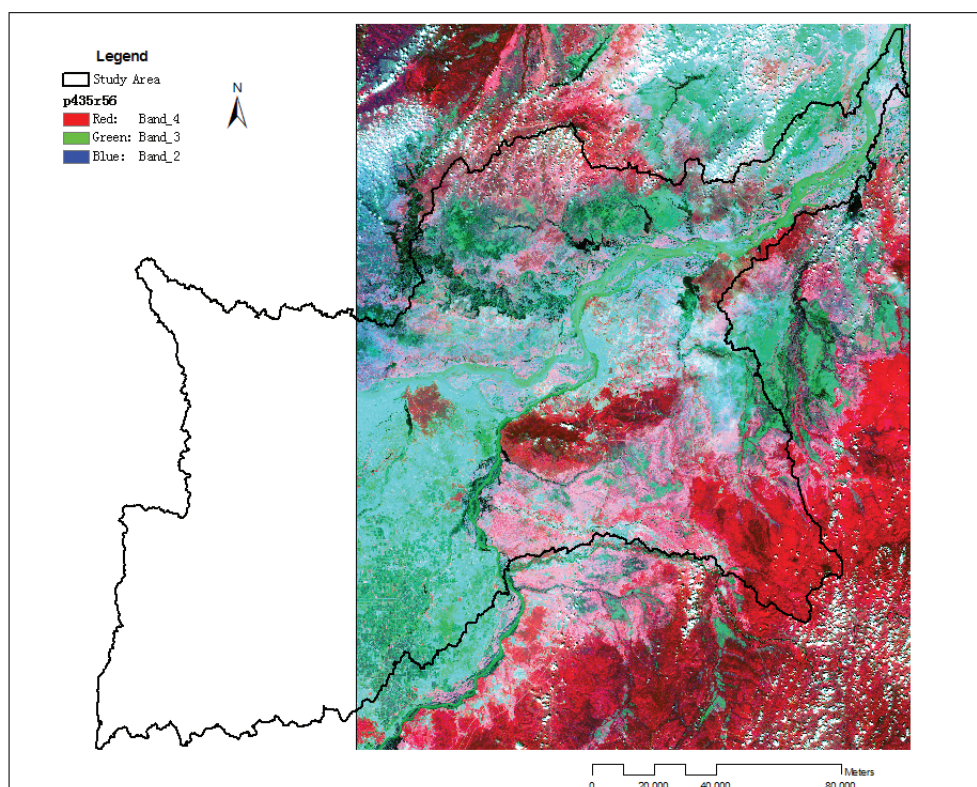 Legend
Study Area
p435r56
Red: Band_4
Green: Band_3
Blue: Band_2
N
Meters
0 20,000 40,000 80,000